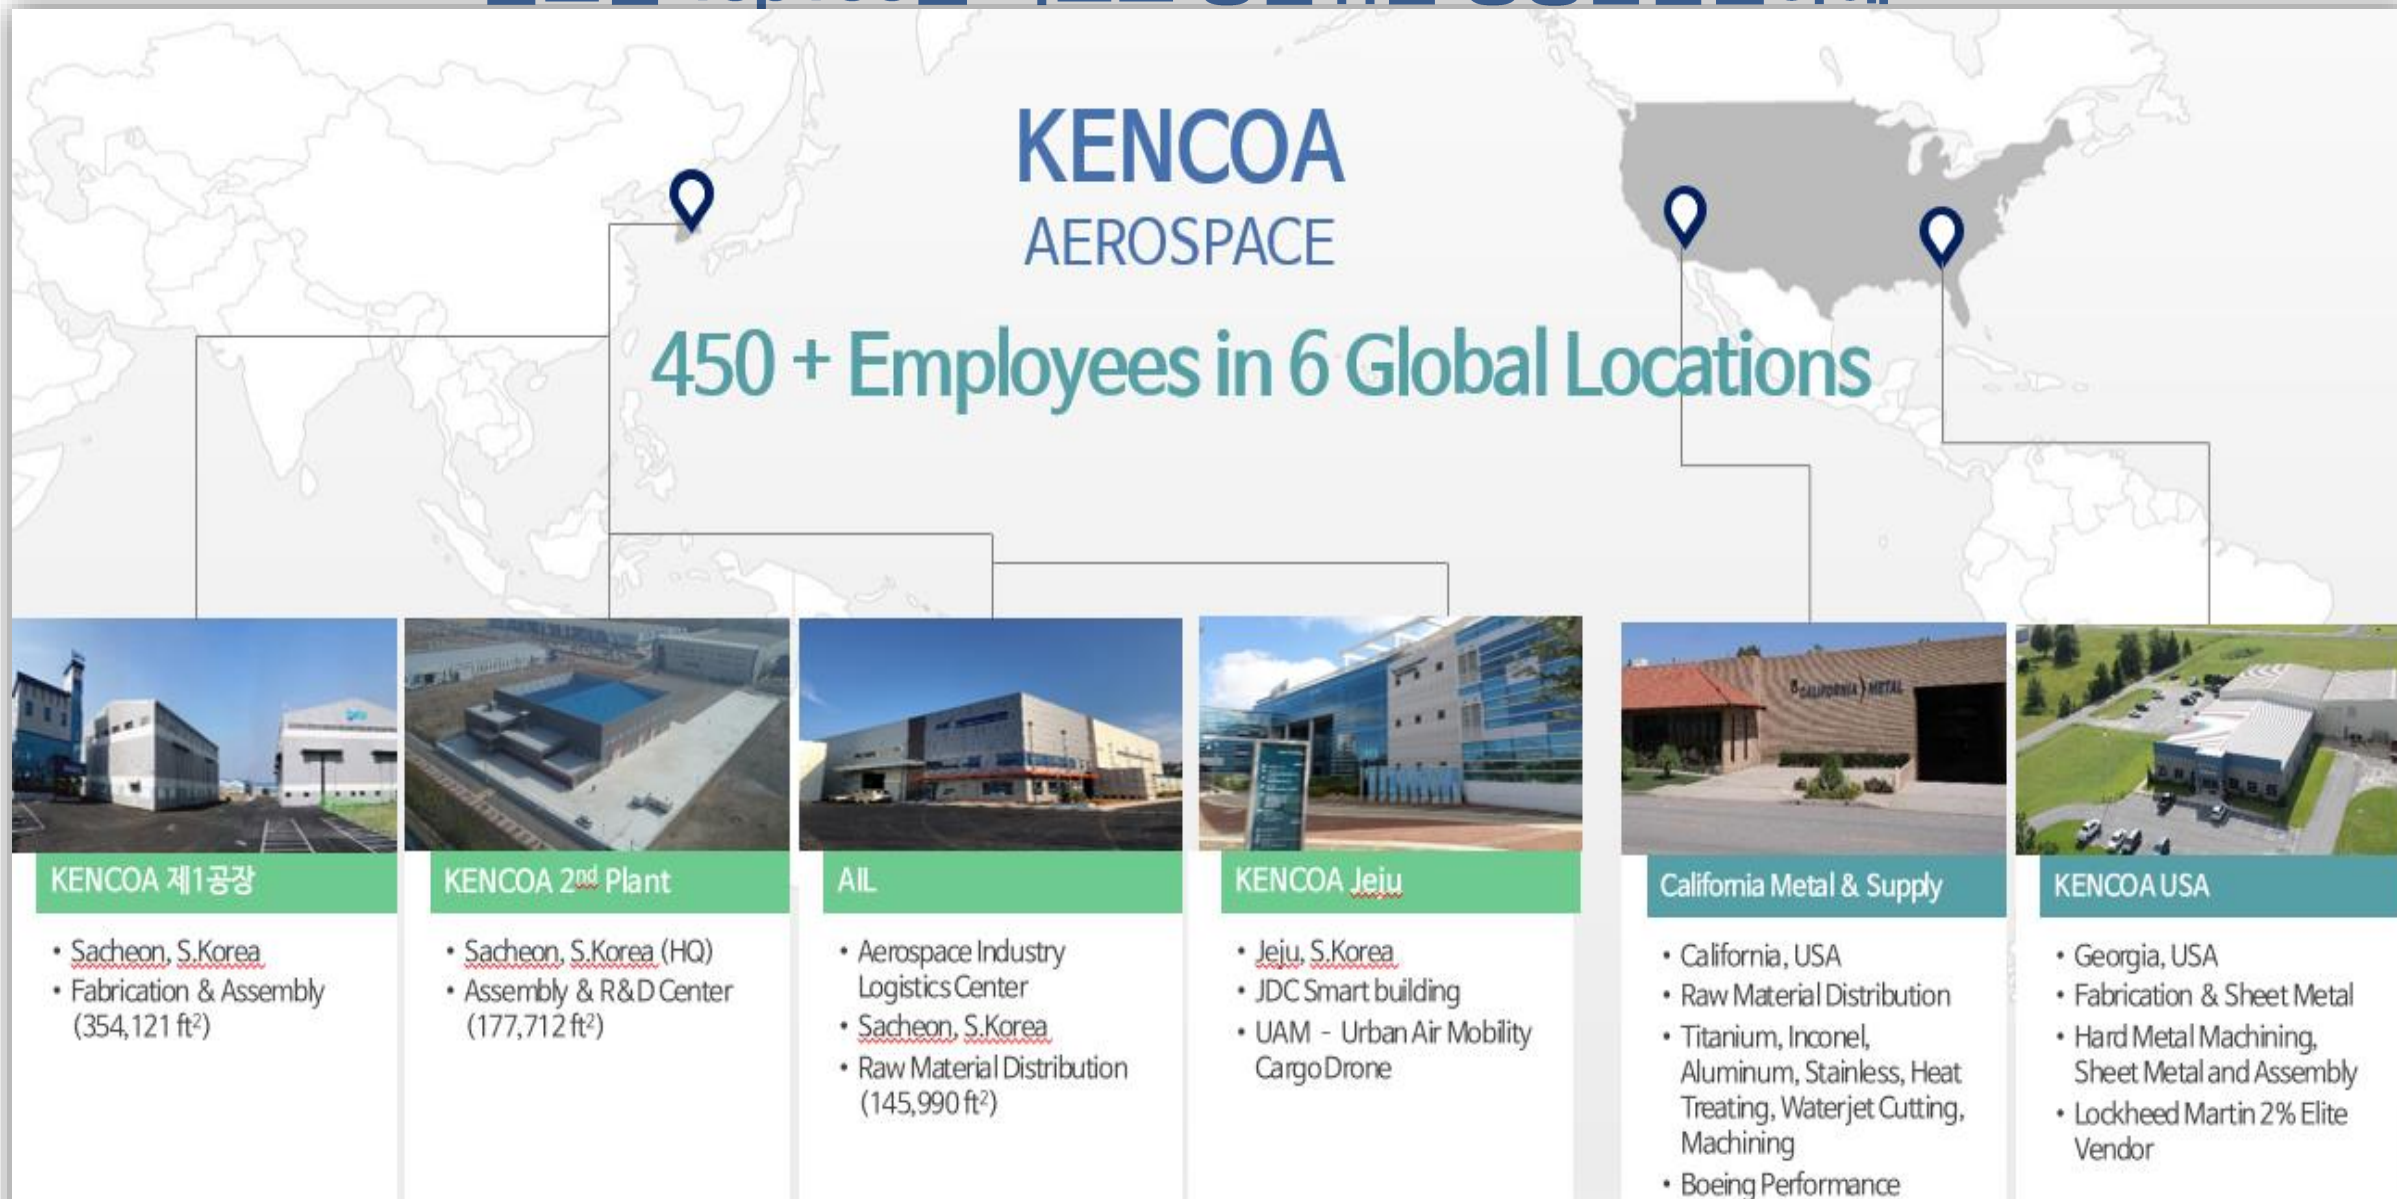 KENCOA
AEROSPACE
450 + Employees in 6 Global Locations
CALIFORNIA METAL
KENCOA 제1공장
• Sacheon, S.Korea
• Fabrication & Assembly
(354,121 ft²)
KENCOA 2nd Plant
• Sacheon, S.Korea (HQ)
• Assembly & R&D Center
(177,712 ft²)
AIL
• Aerospace Industry
Logistics Center
• Sacheon, S.Korea
• Raw Material Distribution
(145,990 ft²)
KENCOA Jeju
• Jeju, S.Korea
• JDC Smart building
• UAM - Urban Air Mobility
Cargo Drone
California Metal & Supply
• California, USA
• Raw Material Distribution
• Titanium, Inconel,
Aluminum, Stainless, Heat
Treating, Waterjet Cutting,
Machining
• Boeing Performance
KENCOA USA
• Georgia, USA
• Fabrication & Sheet Metal
• Hard Metal Machining,
Sheet Metal and Assembly
• Lockheed Martin 2% Elite
Vendor